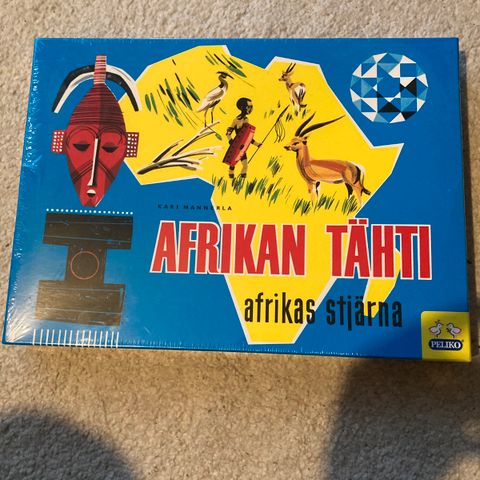 KARI MANNERLA
AFRIKAN TÄHTI
afrikas stjärna
PELIKO